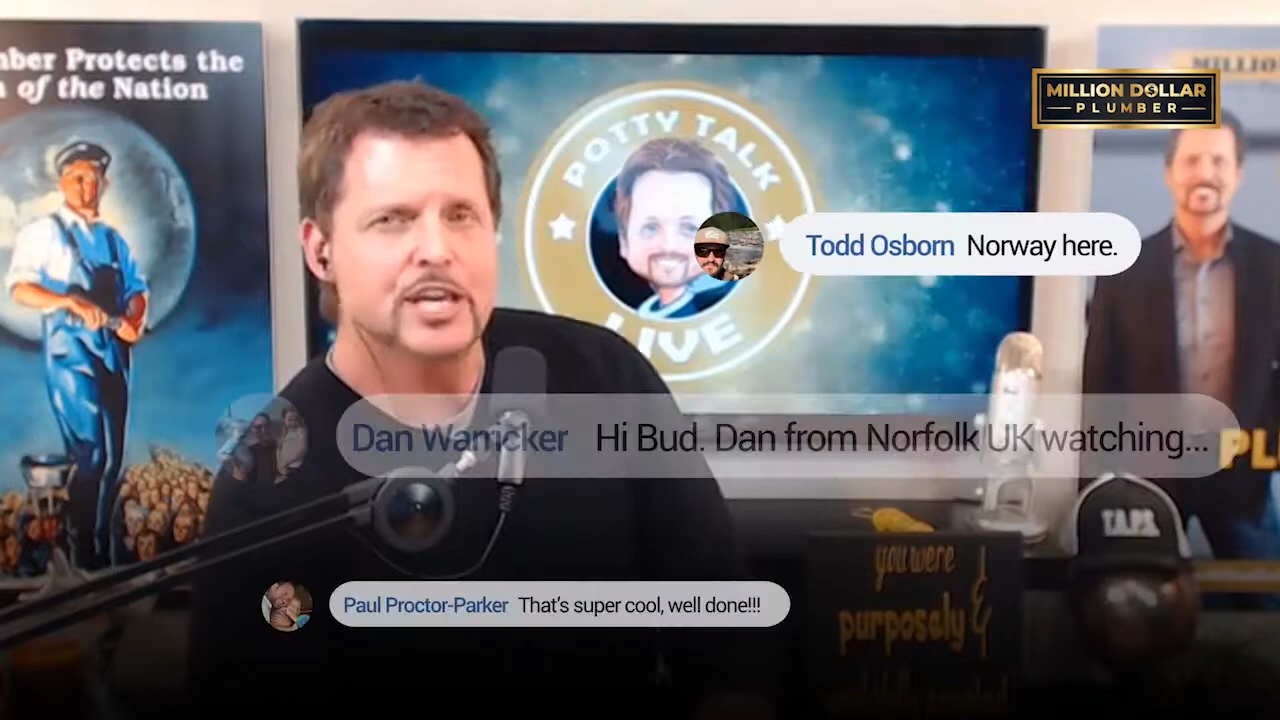 mber Protects the
of the Nation
MILLIO
MILLION DOLLAR
PLUMBER
POTTY TALK
LIVE
Todd Osborn Norway here.
Dan Warricker Hi Bud. Dan from Norfolk UK watching...
PL
T.A.P.S.
you were
purposely &
Paul Proctor-Parker That's super cool, well done!!!